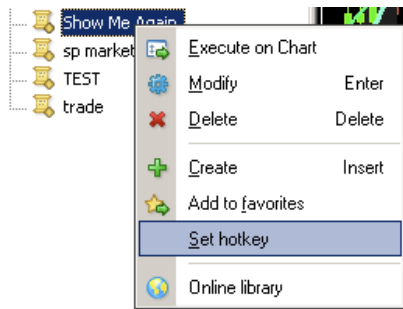 Show Me Again
sp market
TEST
trade
Execute on Chart
Modify Enter
Delete Delete
Create Insert
Add to favorites
Set hotkey
Online library